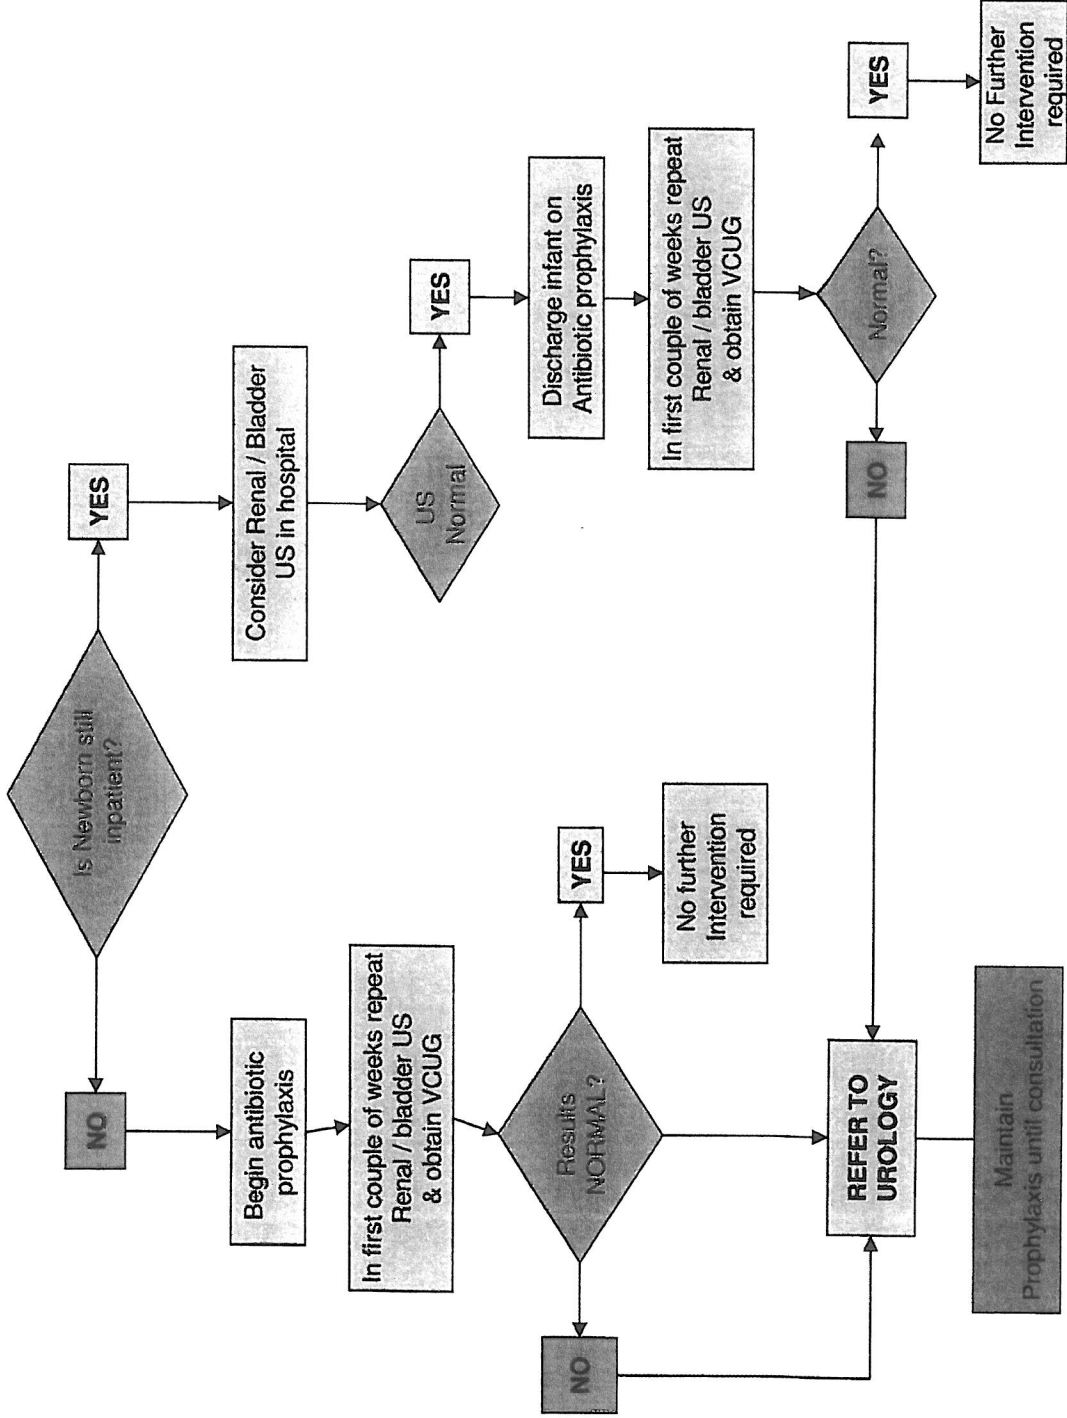 Is Newborn still
inpatient?
NO
YES
Begin antibiotic
prophylaxis
Consider Renal / Bladder
US in hospital
In first couple of weeks repeat
Renal / bladder US
& obtain VCUG
US
Normal
YES
Results
NORMAL?
Discharge infant on
Antibiotic prophylaxis
NO
YES
No further
Intervention
required
In first couple of weeks repeat
Renal / bladder US
& obtain VCUG
Normal?
NO
YES
REFER TO
UROLOGY
No Further
Intervention
required
Maintain
Prophylaxis until consultation